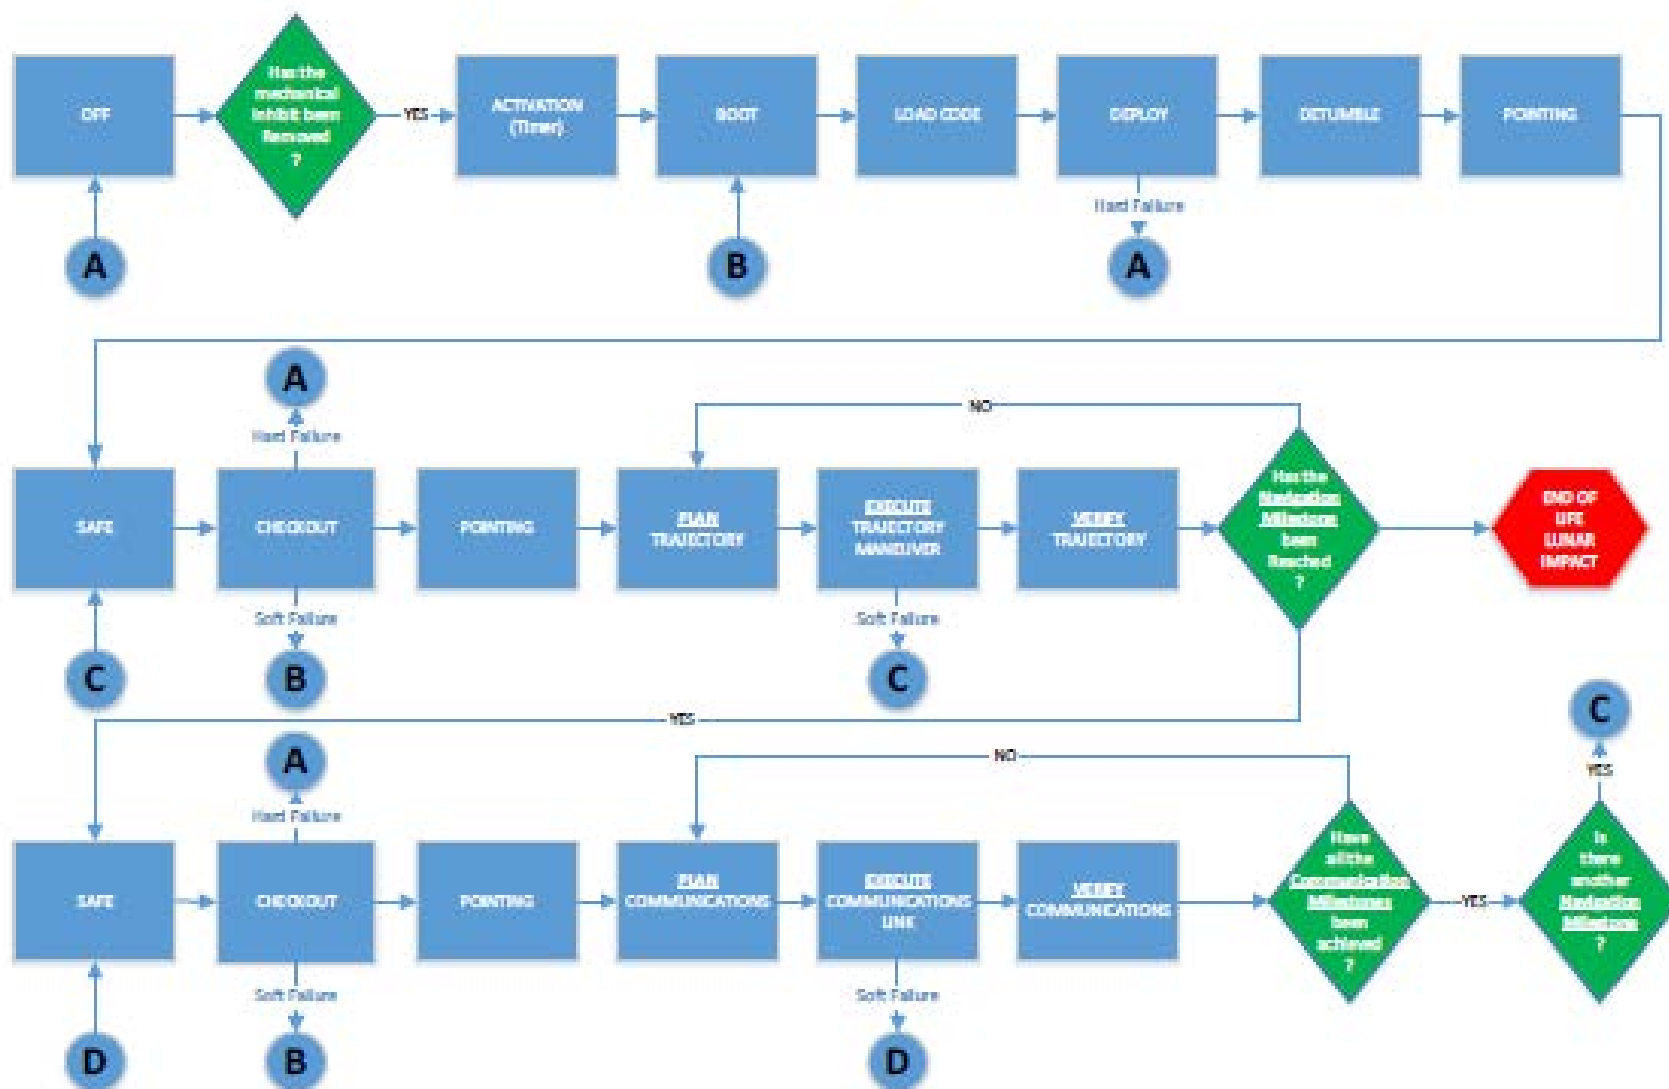 OFF
Has the
mechanical
Inhibit been
Removed
?
YES
ACTIVATION
(Timer)
BOOT
LOAD CODE
DEPLOY
DETUMBLE
POINTING
Hard Failure
A
B
A
A
Hard Failure
NO
SAFE
CHECKOUT
POINTING
PLAN
TRAJECTORY
EXECUTE
TRAJECTORY
MANEUVER
VERIFY
TRAJECTORY
Has the
Navigation
Milestone
been
Reached
?
END OF
LIFE
LUNAR
IMPACT
Soft Failure
Soft Failure
C
B
C
YES
C
YES
A
Hard Failure
NO
SAFE
CHECKOUT
POINTING
PLAN
COMMUNICATIONS
EXECUTE
COMMUNICATIONS
LINK
VERIFY
COMMUNICATIONS
Have
all the
Communication
Milestones
been
achieved
?
YES
Is
there
another
Navigation
Milestone
?
Soft Failure
Soft Failure
D
B
D